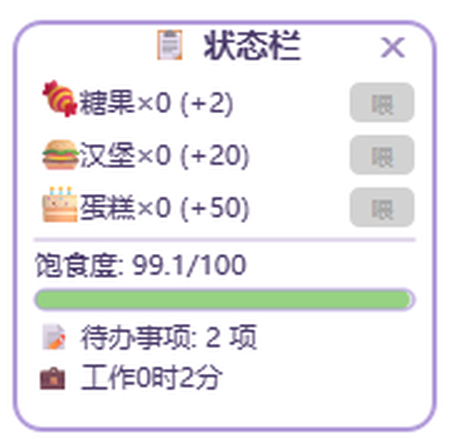 状态栏 ×
糖果×0 (+2) 喂
汉堡×0 (+20) 喂
蛋糕×0 (+50) 喂
饱食度: 99.1/100
待办事项: 2 项
工作0时2分